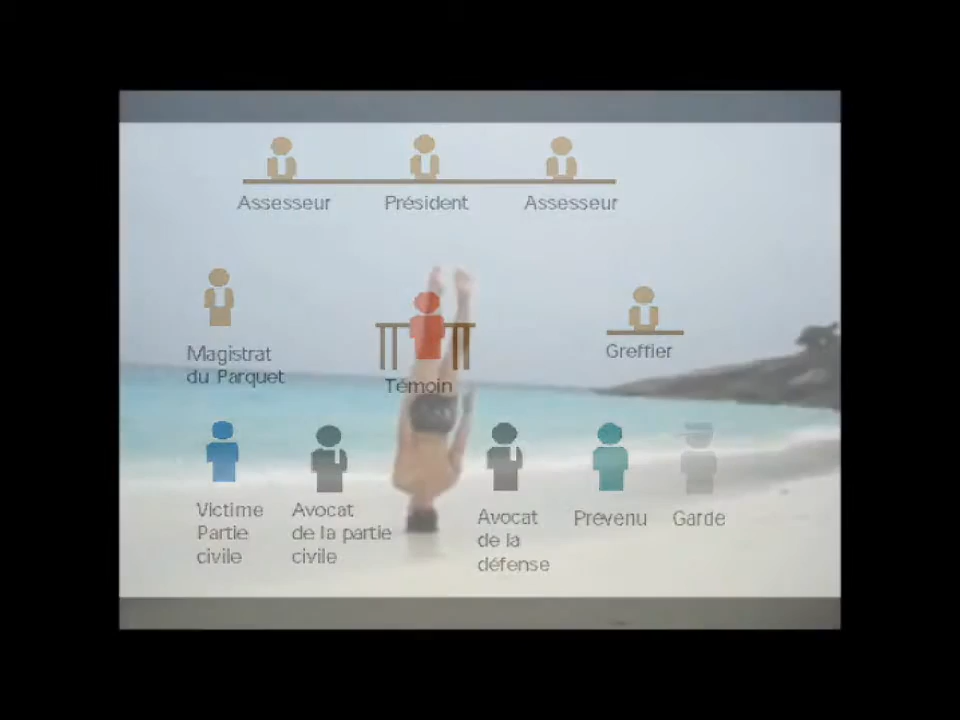 Assesseur Président Assesseur
Magistrat
du Parquet
Témoin
Greffier
Victime
Partie
civile
Avocat
de la partie
civile
Avocat
de la
défense
Prévenu
Garde